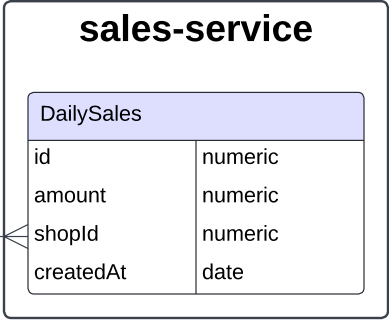 sales-service
DailySales
id numeric
amount numeric
shopId numeric
createdAt date